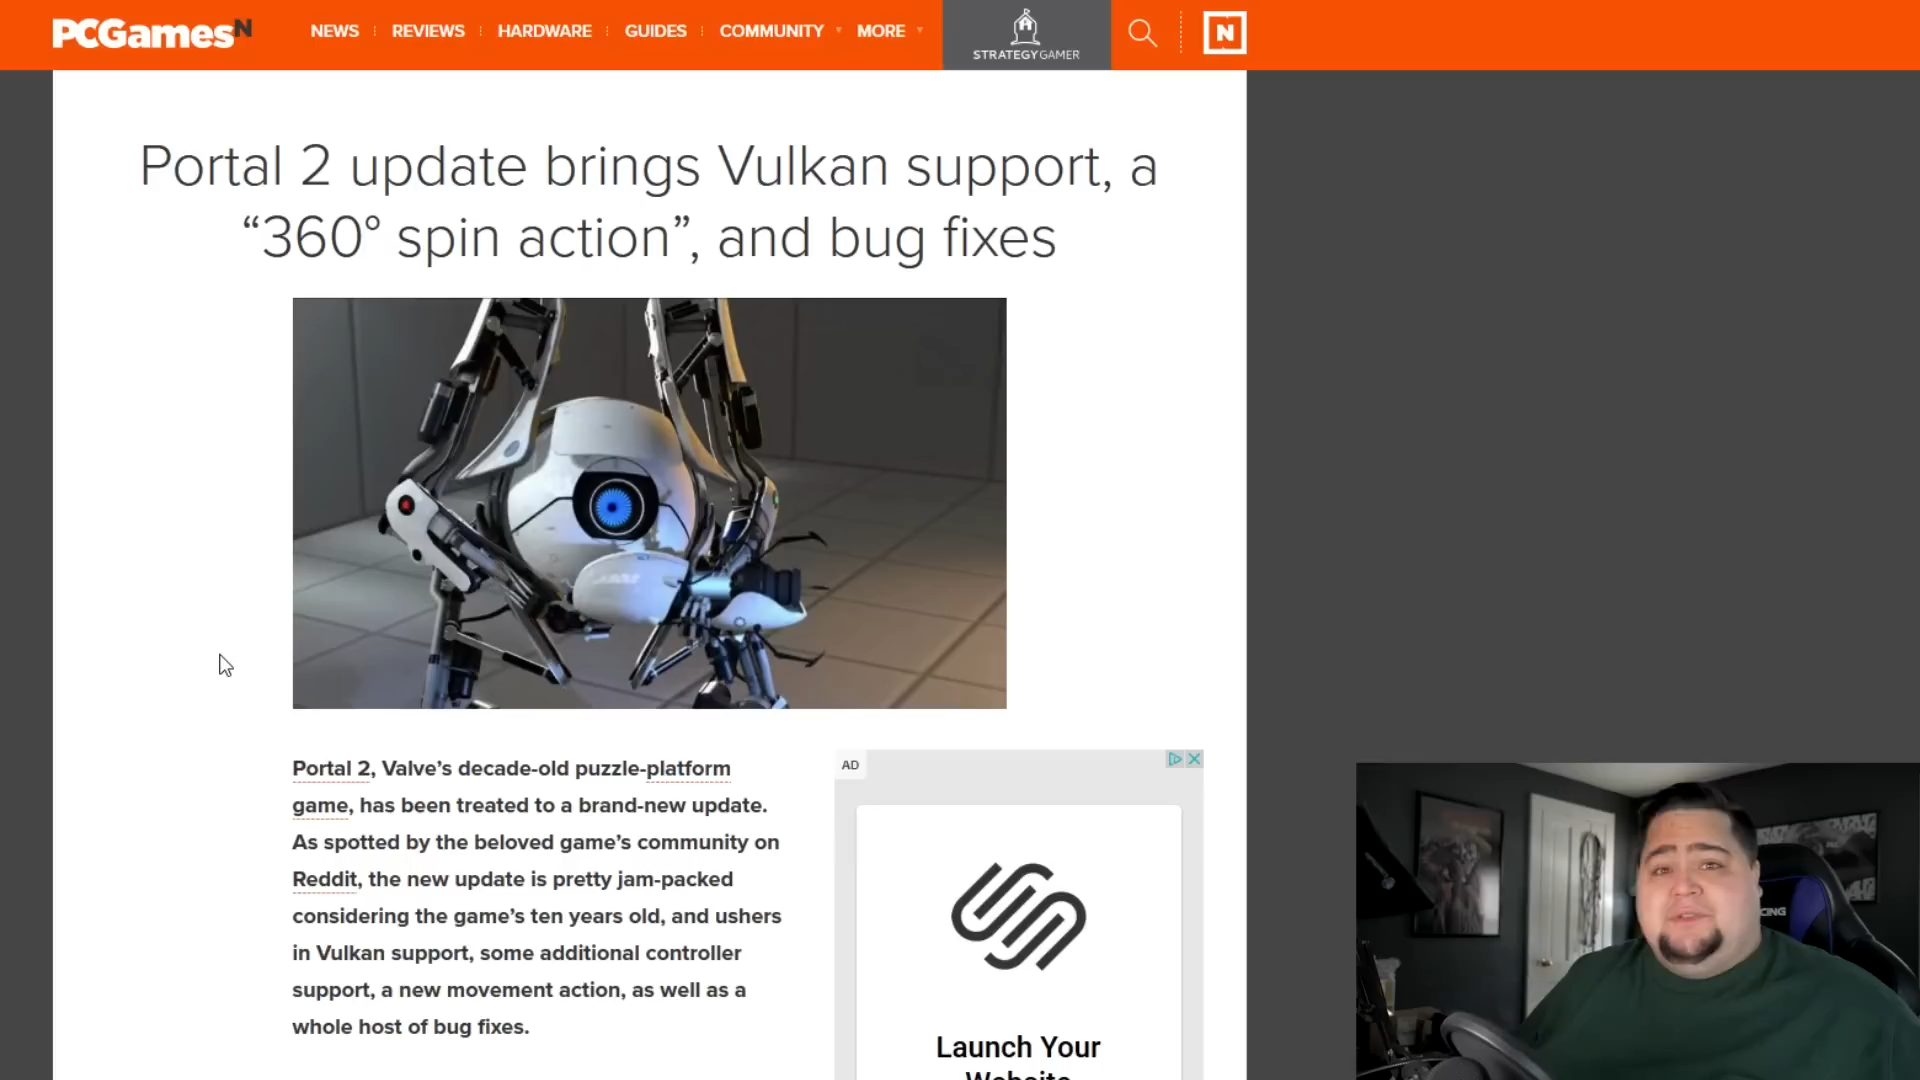 PCGamesN
NEWS
REVIEWS
HARDWARE
GUIDES
COMMUNITY
MORE
STRATEGYGAMER
N
Portal 2 update brings Vulkan support, a
“360° spin action”, and bug fixes
Portal 2, Valve’s decade-old puzzle-platform
game, has been treated to a brand-new update.
As spotted by the beloved game’s community on
Reddit, the new update is pretty jam-packed
considering the game’s ten years old, and ushers
in Vulkan support, some additional controller
support, a new movement action, as well as a
whole host of bug fixes.
AD
Launch Your
Website
CING